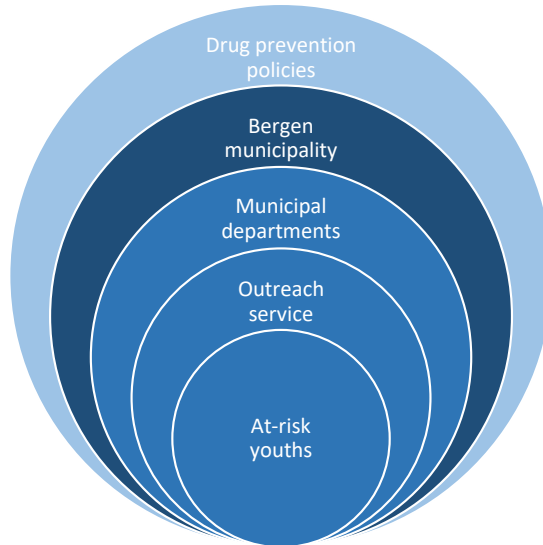 Drug prevention
policies
Bergen
municipality
Municipal
departments
Outreach
service
At-risk
youths